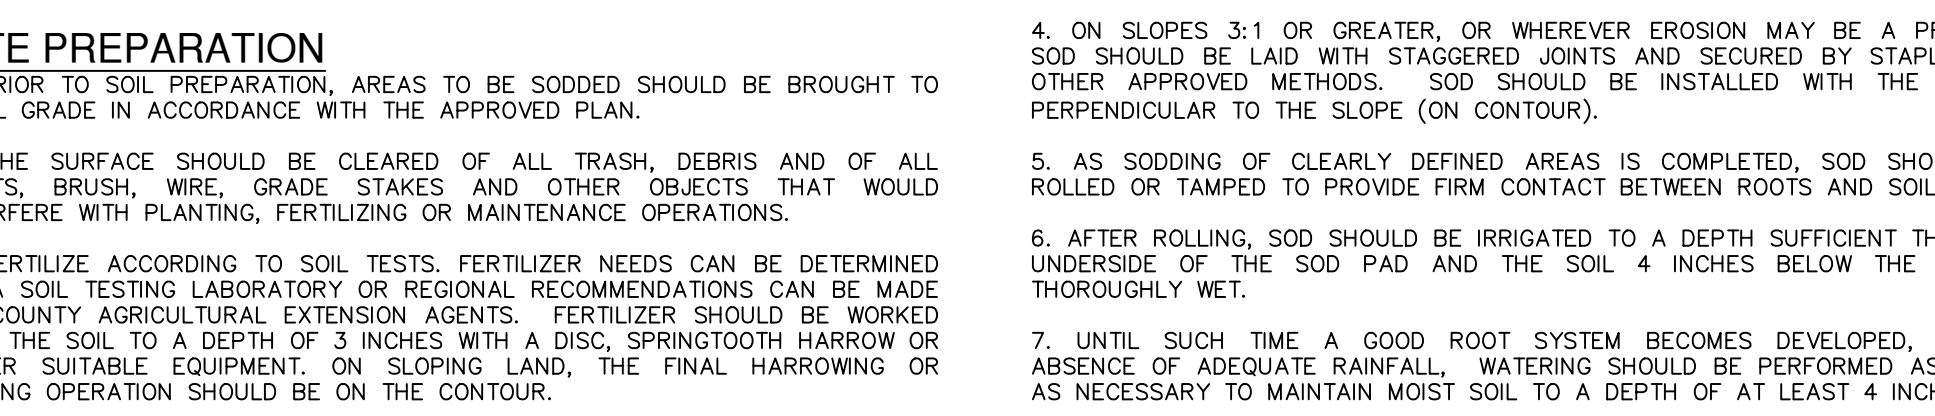 TE PREPARATION
RIOR TO SOIL PREPARATION, AREAS TO BE SODDED SHOULD BE BROUGHT TO
L GRADE IN ACCORDANCE WITH THE APPROVED PLAN.
HE SURFACE SHOULD BE CLEARED OF ALL TRASH, DEBRIS AND OF ALL
TS, BRUSH, WIRE, GRADE STAKES AND OTHER OBJECTS THAT WOULD
RFERE WITH PLANTING, FERTILIZING OR MAINTENANCE OPERATIONS.
ERTILIZE ACCORDING TO SOIL TESTS. FERTILIZER NEEDS CAN BE DETERMINED
A SOIL TESTING LABORATORY OR REGIONAL RECOMMENDATIONS CAN BE MADE
COUNTY AGRICULTURAL EXTENSION AGENTS. FERTILIZER SHOULD BE WORKED
THE SOIL TO A DEPTH OF 3 INCHES WITH A DISC, SPRINGTOOTH HARROW OR
ER SUITABLE EQUIPMENT. ON SLOPING LAND, THE FINAL HARROWING OR
NG OPERATION SHOULD BE ON THE CONTOUR.
4. ON SLOPES 3:1 OR GREATER, OR WHEREVER EROSION MAY BE A PR
SOD SHOULD BE LAID WITH STAGGERED JOINTS AND SECURED BY STAPL
OTHER APPROVED METHODS. SOD SHOULD BE INSTALLED WITH THE
PERPENDICULAR TO THE SLOPE (ON CONTOUR).
5. AS SODDING OF CLEARLY DEFINED AREAS IS COMPLETED, SOD SHO
ROLLED OR TAMPED TO PROVIDE FIRM CONTACT BETWEEN ROOTS AND SOIL
6. AFTER ROLLING, SOD SHOULD BE IRRIGATED TO A DEPTH SUFFICIENT TH
UNDERSIDE OF THE SOD PAD AND THE SOIL 4 INCHES BELOW THE
THOROUGHLY WET.
7. UNTIL SUCH TIME A GOOD ROOT SYSTEM BECOMES DEVELOPED,
ABSENCE OF ADEQUATE RAINFALL, WATERING SHOULD BE PERFORMED AS
AS NECESSARY TO MAINTAIN MOIST SOIL TO A DEPTH OF AT LEAST 4 INCH